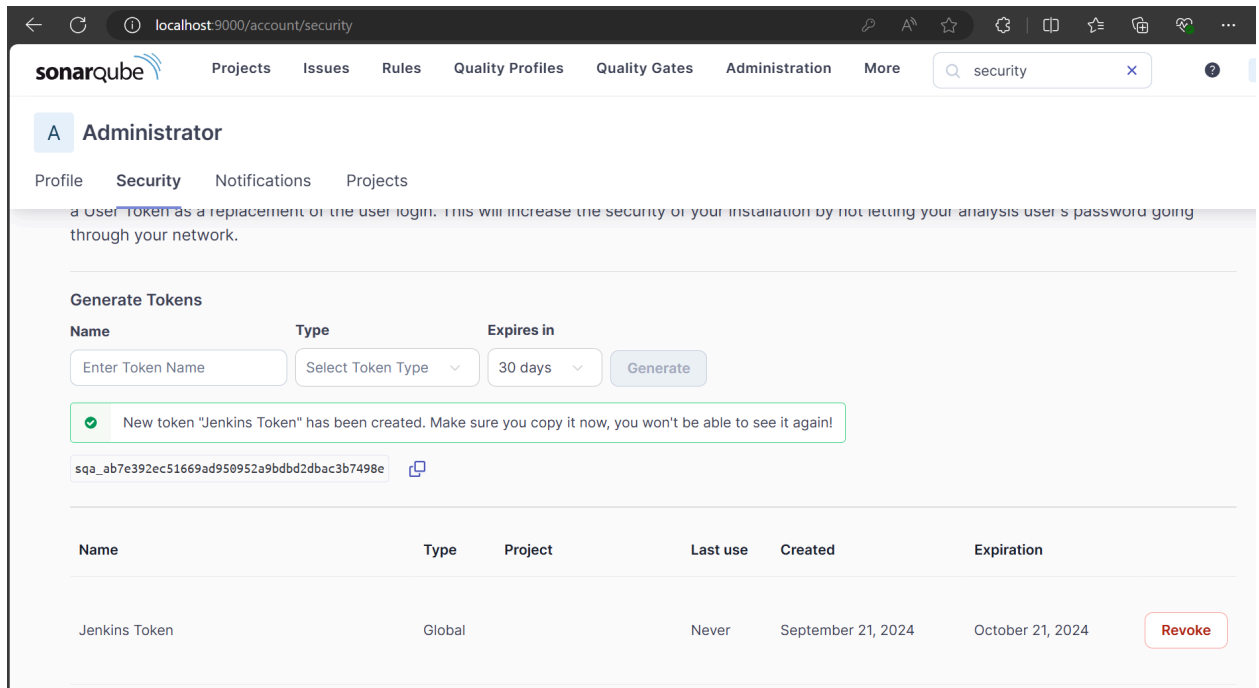 localhost:9000/account/security
sonarqube Projects Issues Rules Quality Profiles Quality Gates Administration More security
A Administrator
Profile Security Notifications Projects
a User Token as a replacement of the user login. This will increase the security of your installation by not letting your analysis user's password going
through your network.
Generate Tokens
Name Type Expires in
Enter Token Name Select Token Type 30 days Generate
New token "Jenkins Token" has been created. Make sure you copy it now, you won't be able to see it again!
sqa_ab7e392ec51669ad950952a9bdbd2dbac3b7498e
Name Type Project Last use Created Expiration
Jenkins Token Global Never September 21, 2024 October 21, 2024 Revoke